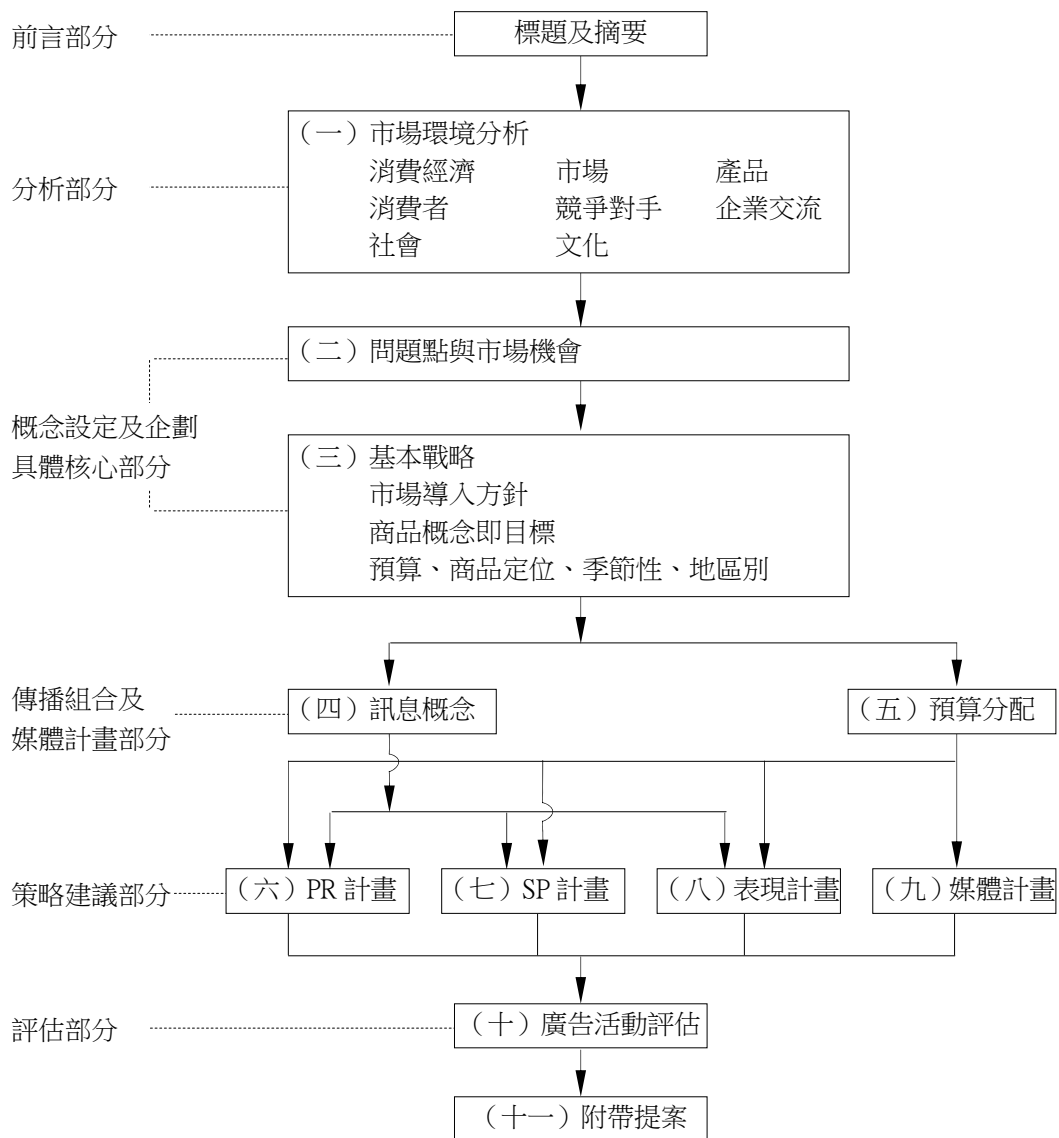 前言部分
標題及摘要
分析部分
（一）市場環境分析
消費經濟 市場 產品
消費者 競爭對手 企業交流
社會 文化
（二）問題點與市場機會
概念設定及企劃
具體核心部分
（三）基本戰略
市場導入方針
商品概念即目標
預算、商品定位、季節性、地區別
傳播組合及
媒體計畫部分
（四）訊息概念
（五）預算分配
策略建議部分
（六）PR 計畫
（七）SP 計畫
（八）表現計畫
（九）媒體計畫
評估部分
（十）廣告活動評估
（十一）附帶提案